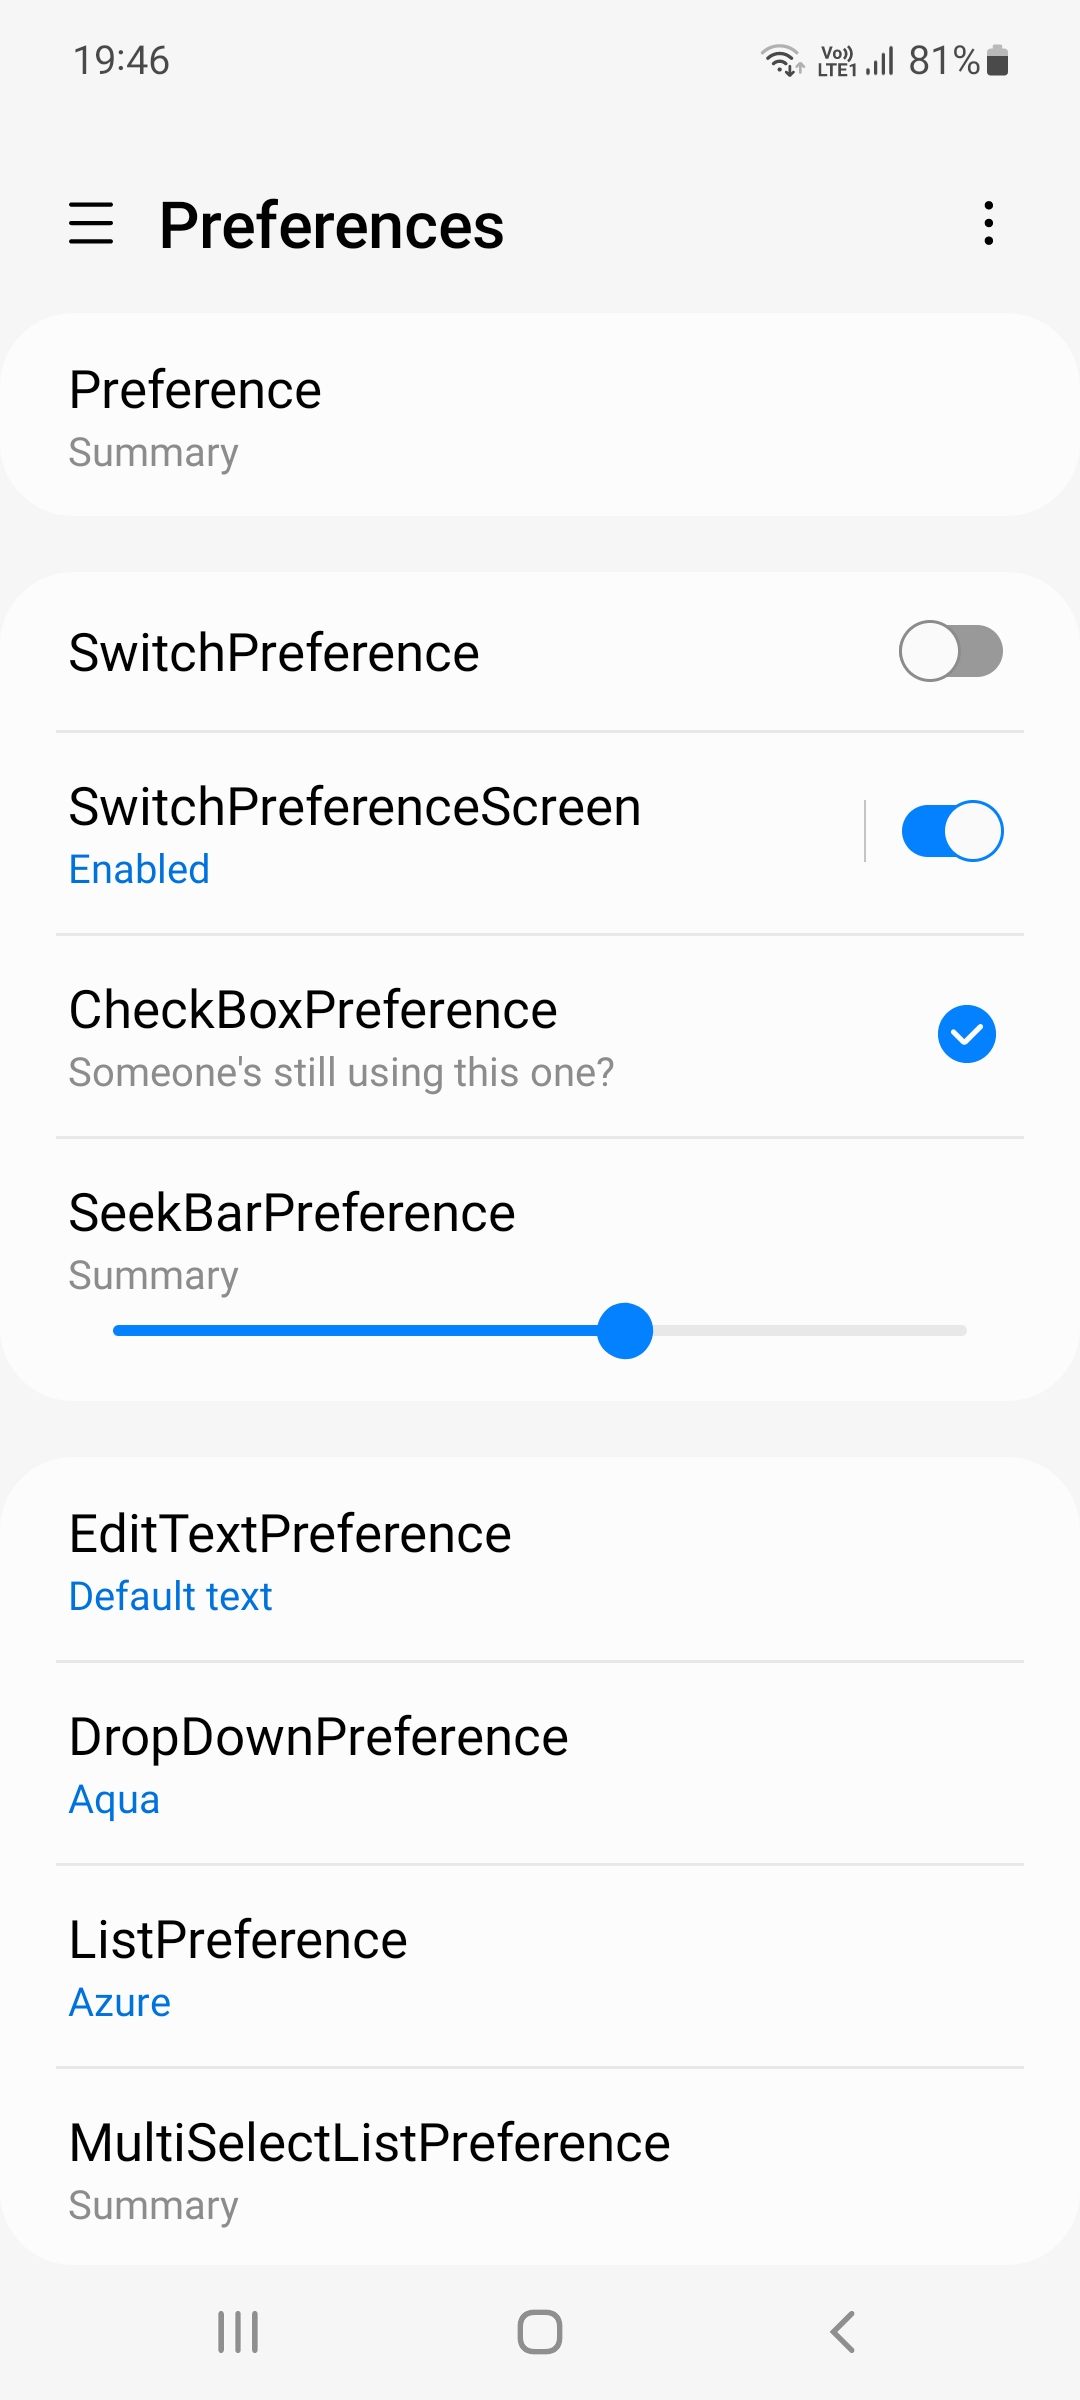 19:46
Vo)) LTE1 81%
Preferences
Preference
Summary
SwitchPreference
SwitchPreferenceScreen
Enabled
CheckBoxPreference
Someone's still using this one?
SeekBarPreference
Summary
EditTextPreference
Default text
DropDownPreference
Aqua
ListPreference
Azure
MultiSelectListPreference
Summary